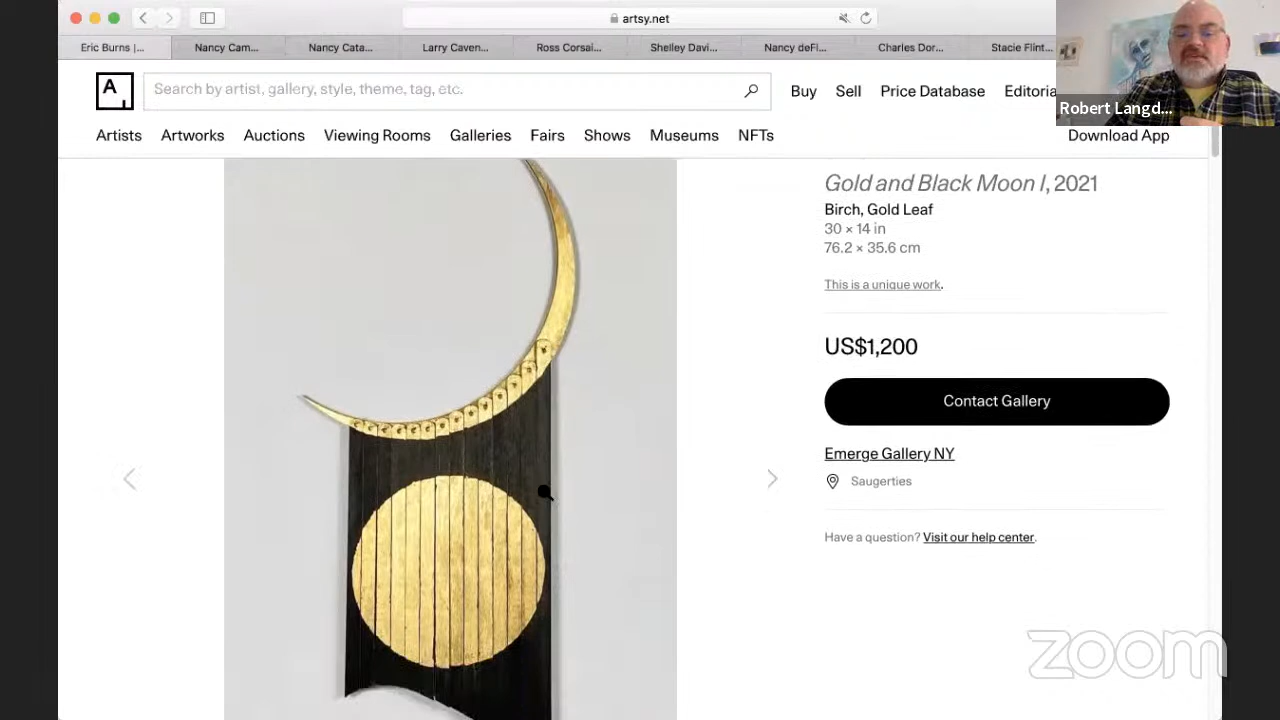 artsy.net
Eric Burns |...
Nancy Cam...
Nancy Cata...
Larry Caven...
Ross Corsai...
Shelley Davi...
Nancy deFl...
Charles Dor...
Stacie Flint...
Robert Langd...
A
Search by artist, gallery, style, theme, tag, etc.
Buy
Sell
Price Database
Editoria
Artists
Artworks
Auctions
Viewing Rooms
Galleries
Fairs
Shows
Museums
NFTs
Download App
Gold and Black Moon I, 2021
Birch, Gold Leaf
30 × 14 in
76.2 × 35.6 cm
This is a unique work.
US$1,200
Contact Gallery
Emerge Gallery NY
Saugerties
Have a question? Visit our help center.
zoom